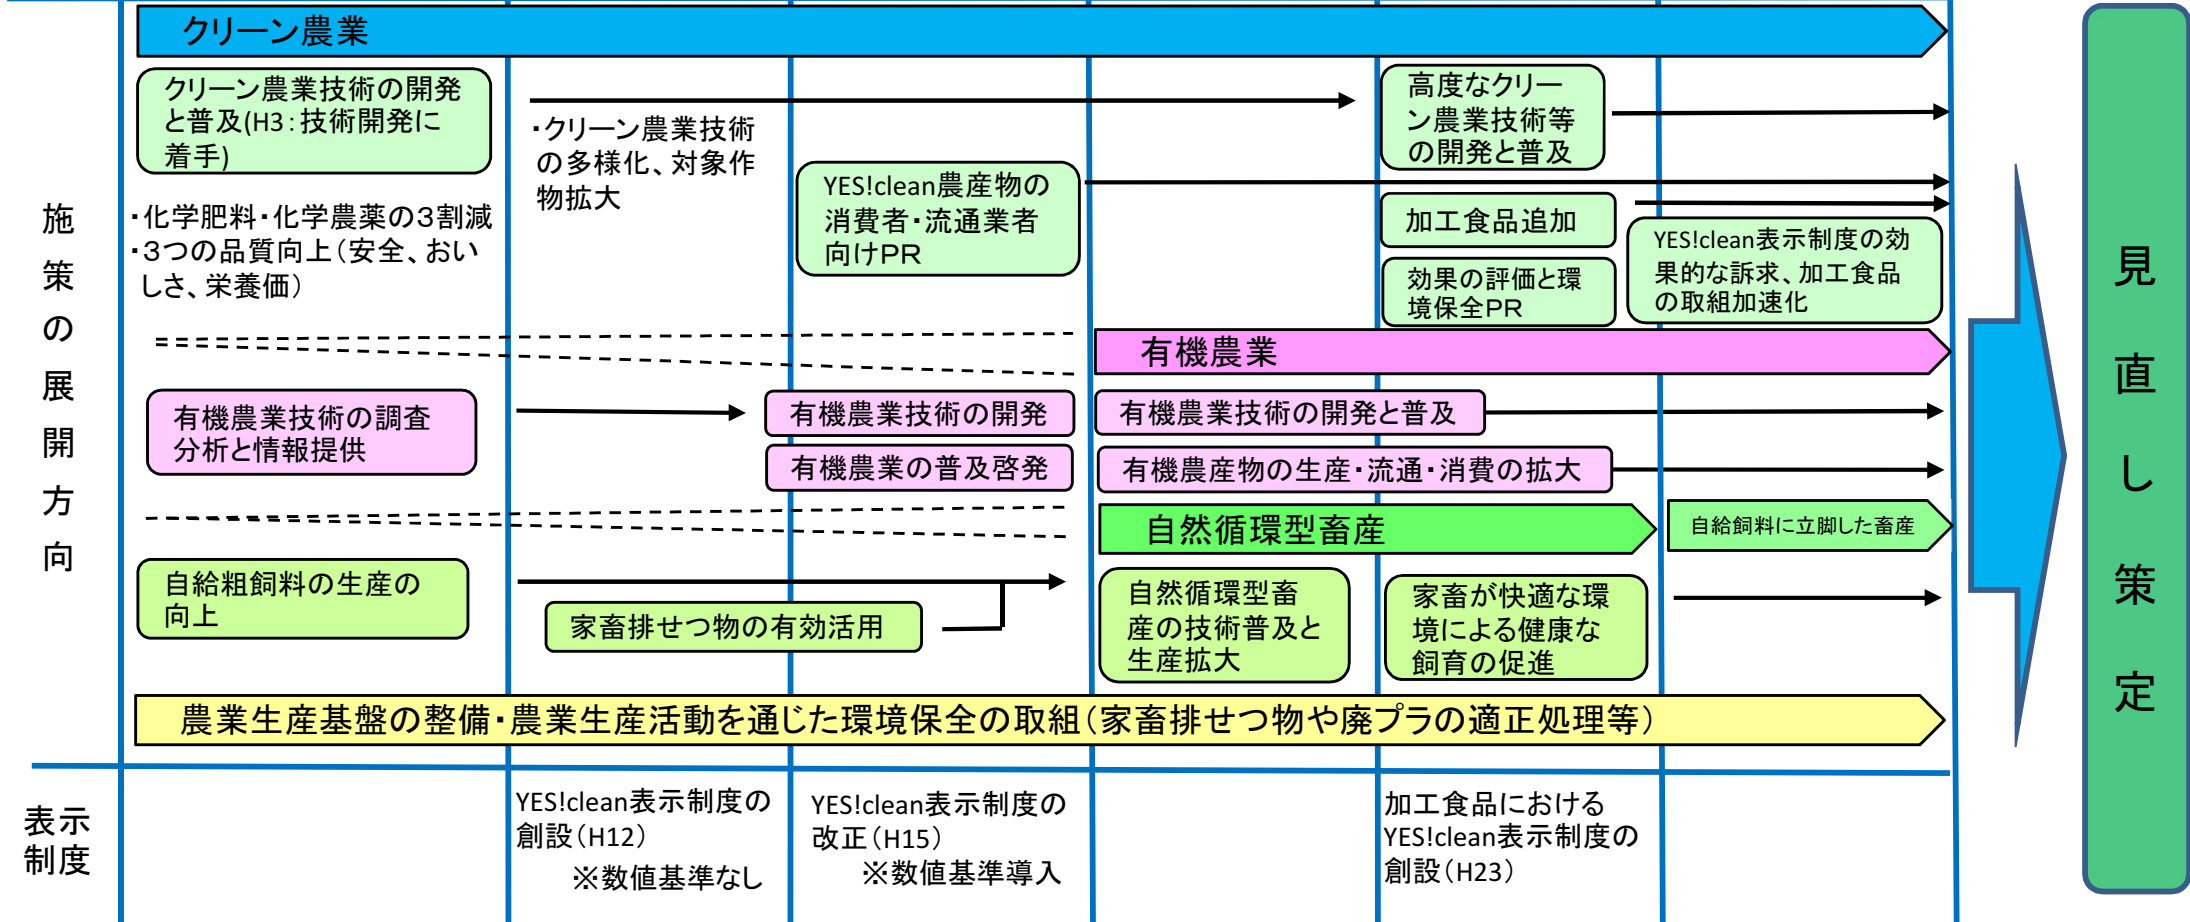 クリーン農業
クリーン農業技術の開発
と普及(H3：技術開発に
着手)
・化学肥料・化学農薬の３割減
・３つの品質向上（安全、おい
しさ、栄養価）
・クリーン農業技術
の多様化、対象作
物拡大
YES!clean農産物の
消費者・流通業者
向けＰＲ
高度なクリー
ン農業技術等
の開発と普及
加工食品追加
効果の評価と環
境保全ＰＲ
YES!clean表示制度の効
果的な訴求、加工食品
の取組加速化
施
策
の
展
開
方
向
有機農業
有機農業技術の調査
分析と情報提供
有機農業技術の開発
有機農業の普及啓発
有機農業技術の開発と普及
有機農産物の生産・流通・消費の拡大
自然循環型畜産
自給飼料に立脚した畜産
自給粗飼料の生産の
向上
家畜排せつ物の有効活用
自然循環型畜
産の技術普及と
生産拡大
家畜が快適な環
境による健康な
飼育の促進
農業生産基盤の整備・農業生産活動を通じた環境保全の取組（家畜排せつ物や廃プラの適正処理等）
表示
制度
YES!clean表示制度の
創設（H12）
※数値基準なし
YES!clean表示制度の
改正（H15）
※数値基準導入
加工食品における
YES!clean表示制度の
創設（H23）
見
直
し
策
定